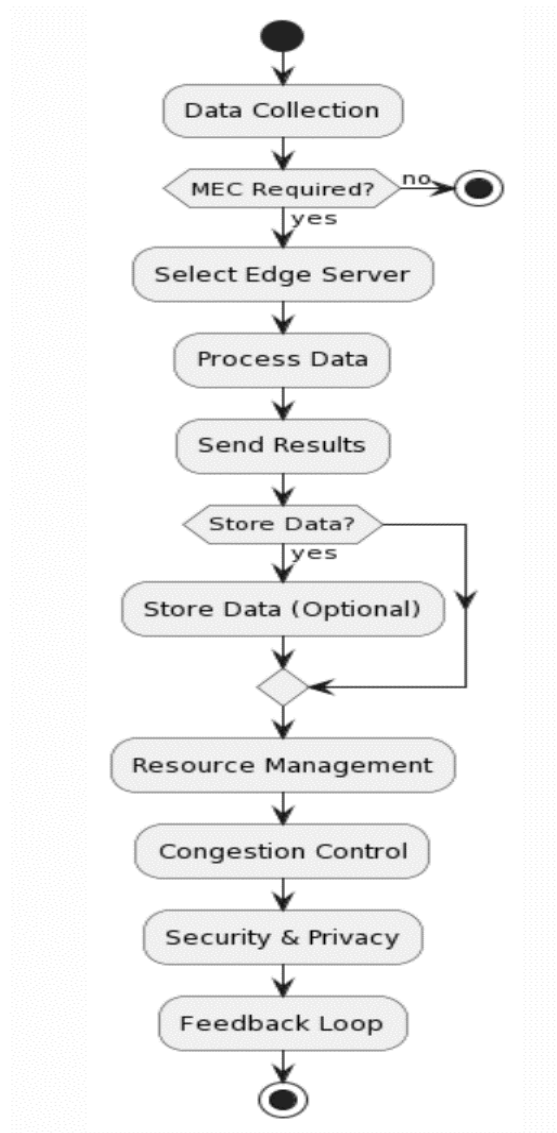 Data Collection
MEC Required?
no
yes
Select Edge Server
Process Data
Send Results
Store Data?
yes
Store Data (Optional)
Resource Management
Congestion Control
Security & Privacy
Feedback Loop